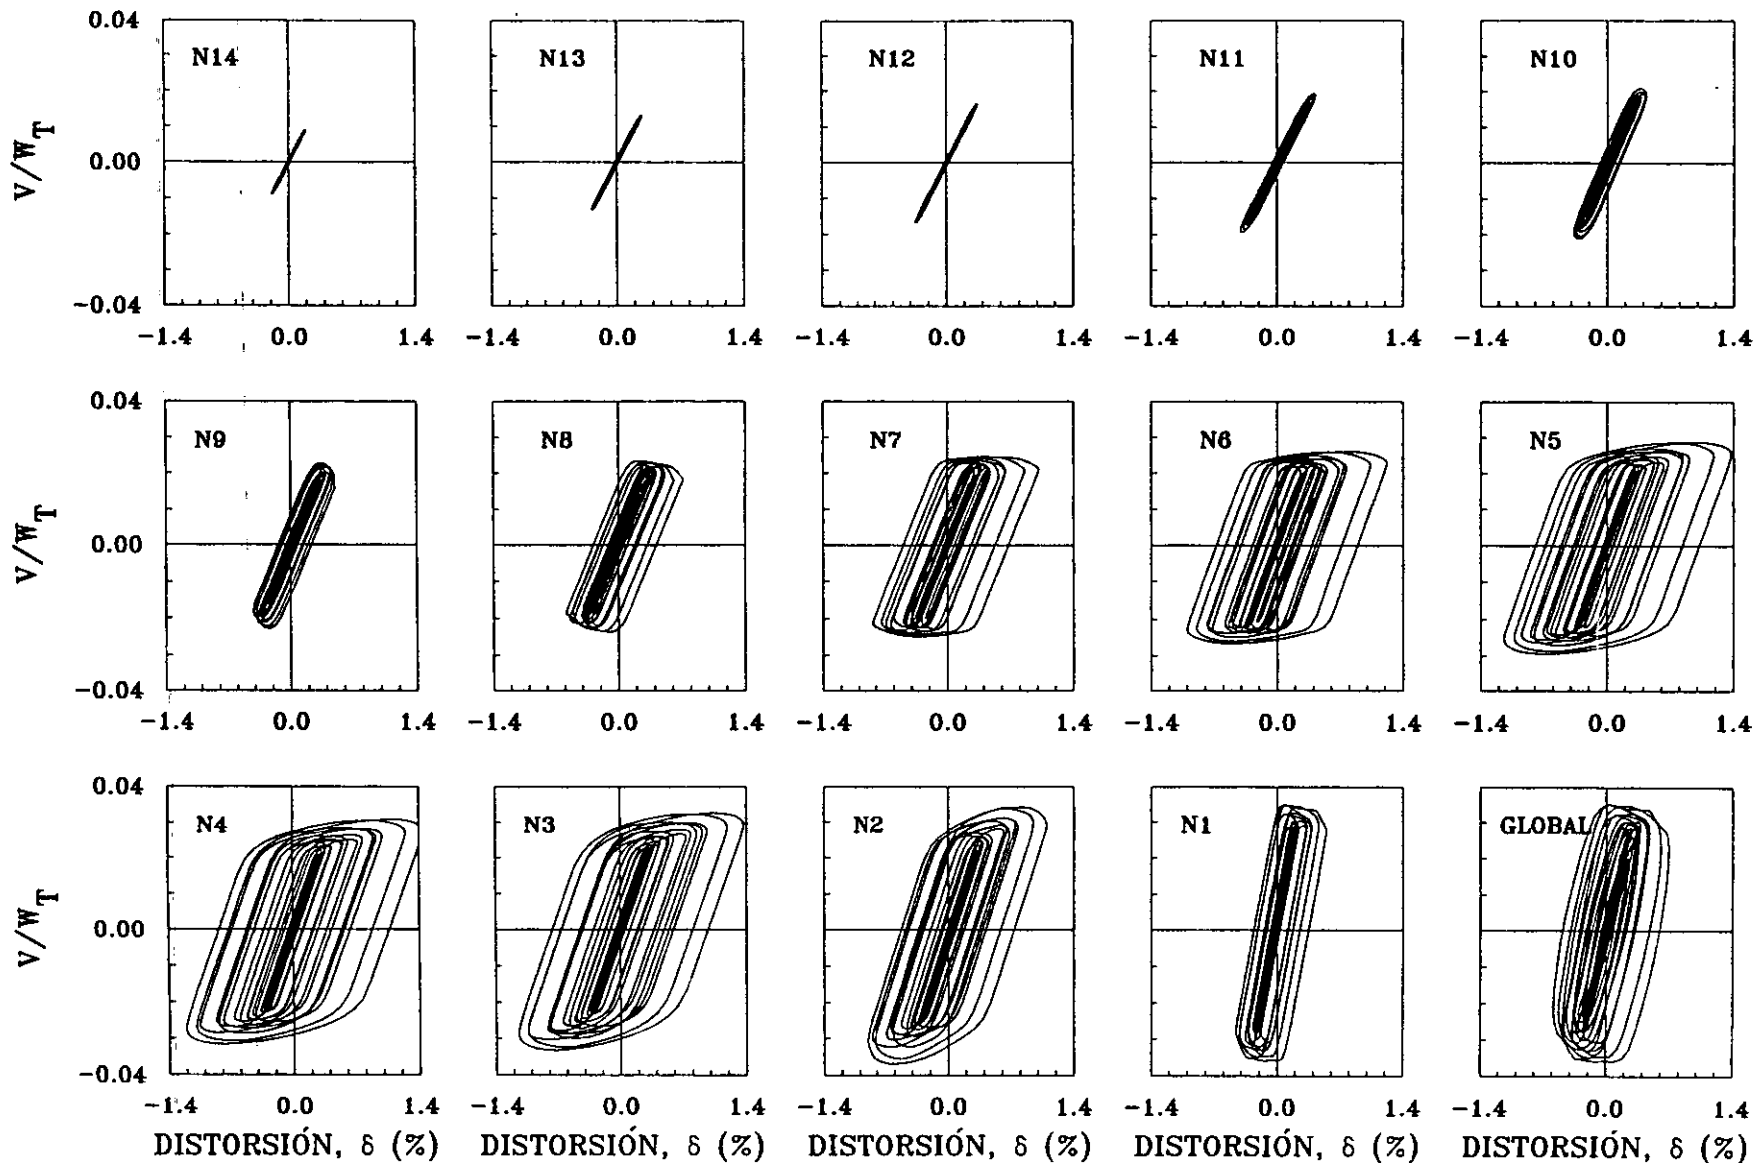 0.04 N14 N13 N12 N11 N10
V/W_T 0.00
-0.04
-1.4 0.0 1.4 -1.4 0.0 1.4 -1.4 0.0 1.4 -1.4 0.0 1.4 -1.4 0.0 1.4
0.04 N9 N8 N7 N6 N5
V/W_T 0.00
-0.04
-1.4 0.0 1.4 -1.4 0.0 1.4 -1.4 0.0 1.4 -1.4 0.0 1.4 -1.4 0.0 1.4
0.04 N4 N3 N2 N1 GLOBAL
V/W_T 0.00
-0.04
-1.4 0.0 1.4 -1.4 0.0 1.4 -1.4 0.0 1.4 -1.4 0.0 1.4 -1.4 0.0 1.4
DISTORSIÓN, δ (%) DISTORSIÓN, δ (%) DISTORSIÓN, δ (%) DISTORSIÓN, δ (%) DISTORSIÓN, δ (%)